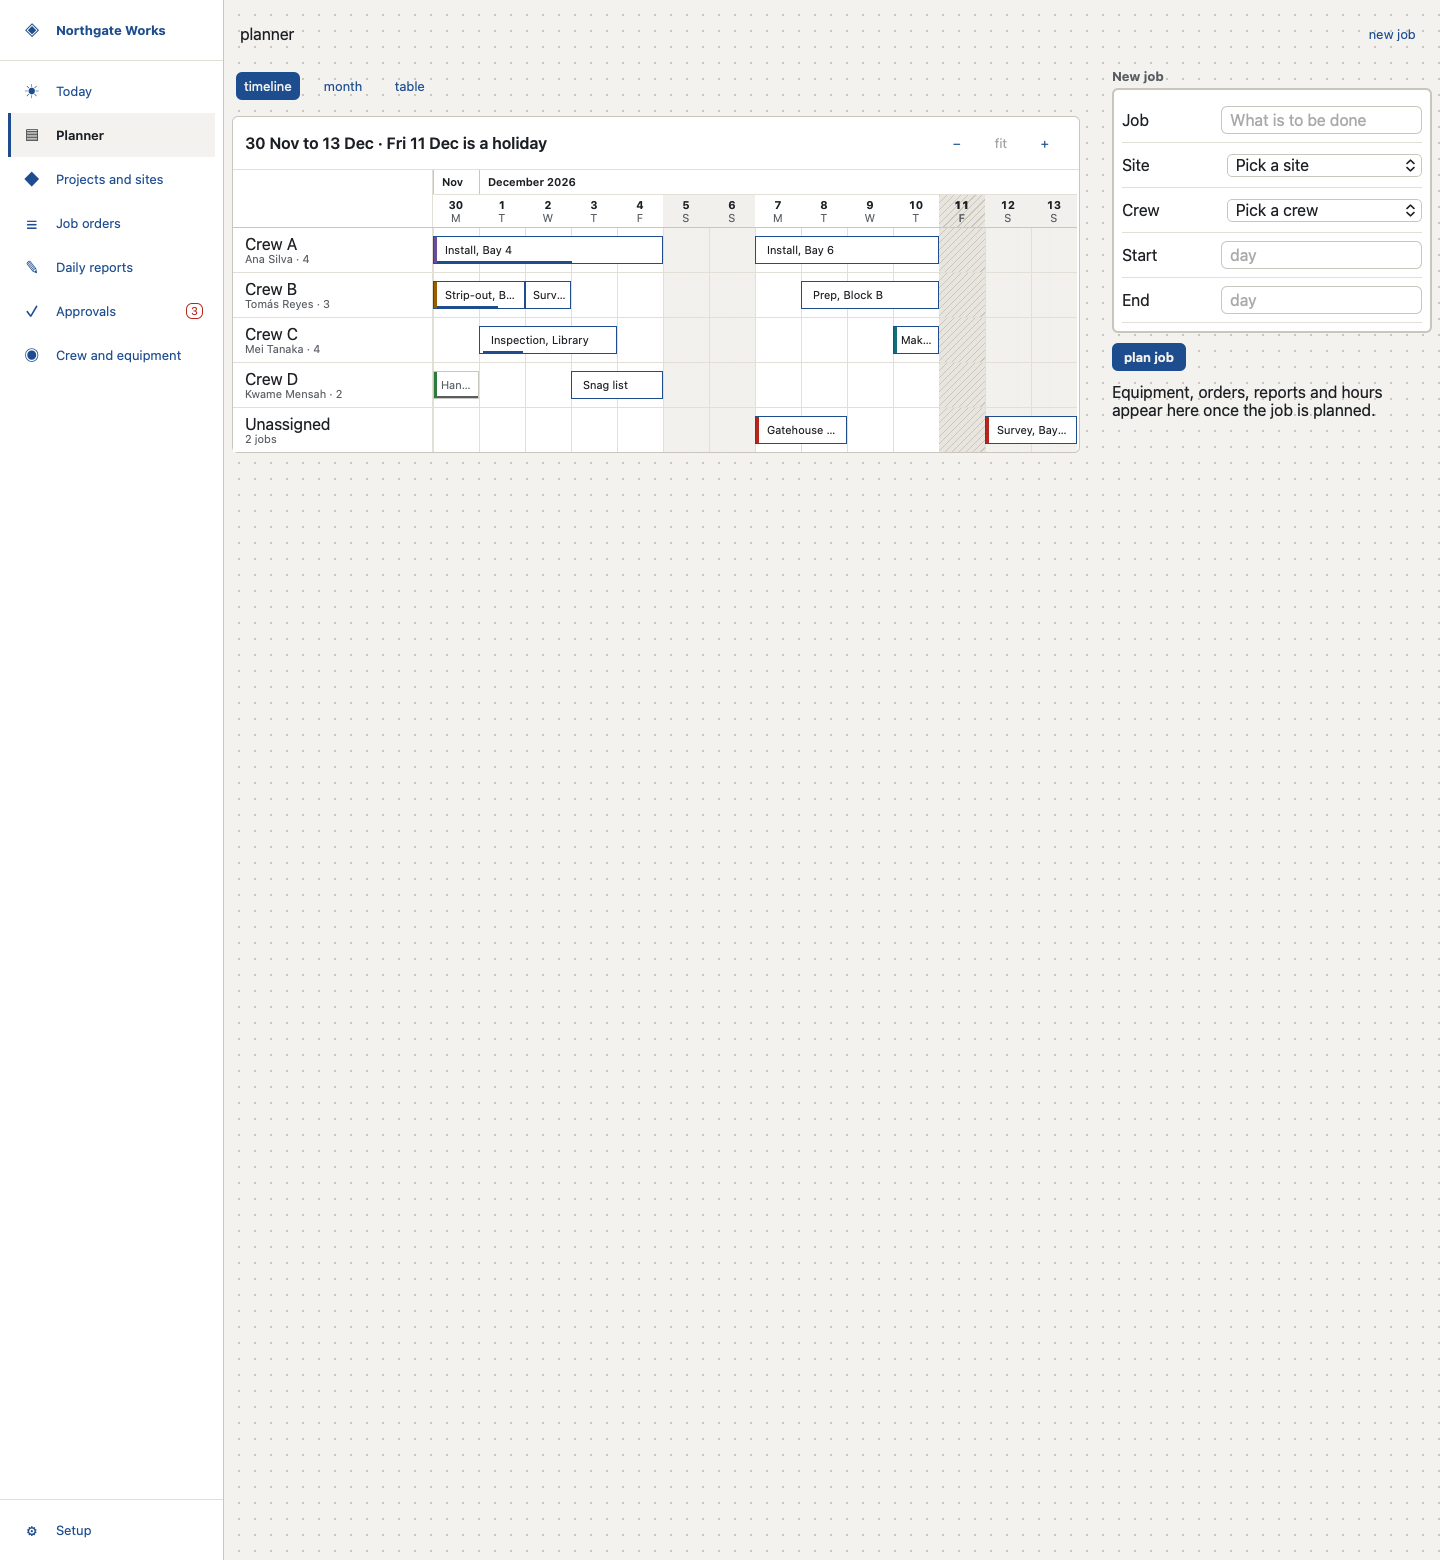 Northgate Works
Today
Planner
Projects and sites
Job orders
Daily reports
Approvals 3
Crew and equipment
Setup
planner
new job
timeline month table
30 Nov to 13 Dec · Fri 11 Dec is a holiday
− fit +
Nov December 2026
30 1 2 3 4 5 6 7 8 9 10 11 12 13
M T W T F S S M T W T F S S
Crew A
Ana Silva · 4
Install, Bay 4
Install, Bay 6
Crew B
Tomás Reyes · 3
Strip-out, B...
Surv...
Prep, Block B
Crew C
Mei Tanaka · 4
Inspection, Library
Mak...
Crew D
Kwame Mensah · 2
Han...
Snag list
Unassigned
2 jobs
Gatehouse ...
Survey, Bay...
New job
Job What is to be done
Site Pick a site
Crew Pick a crew
Start day
End day
plan job
Equipment, orders, reports and hours
appear here once the job is planned.